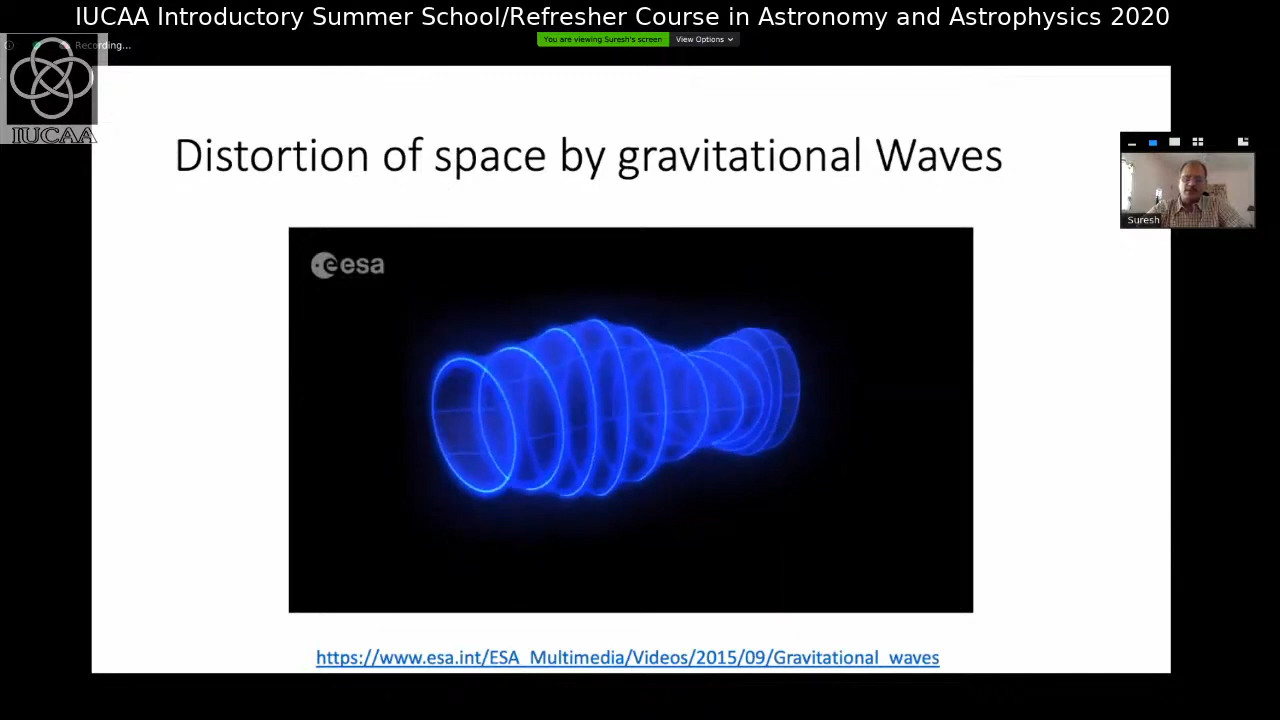 IUCAA Introductory Summer School/Refresher Course in Astronomy and Astrophysics 2020
You are viewing Suresh's screen View Options
Recording...
IUCAA
Distortion of space by gravitational Waves
Suresh
esa
https://www.esa.int/ESA_Multimedia/Videos/2015/09/Gravitational_waves